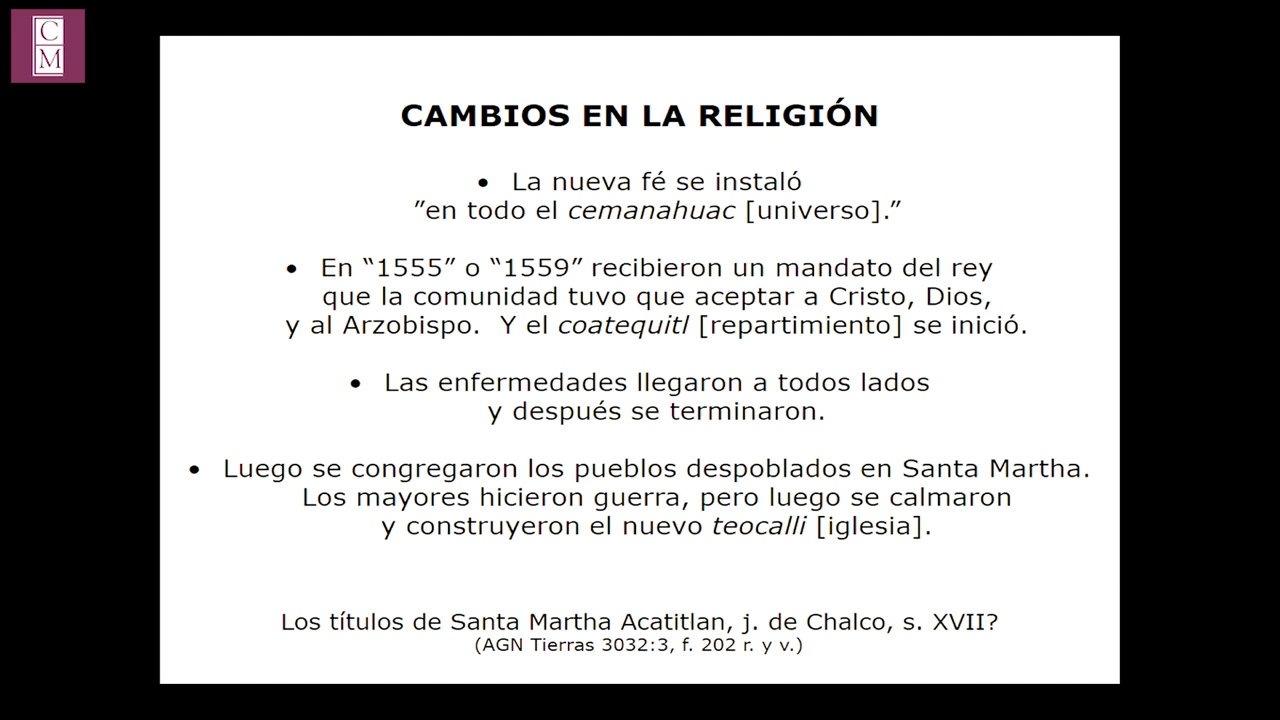 C
M
CAMBIOS EN LA RELIGIÓN
• La nueva fé se instaló
”en todo el cemanahuac [universo].”
• En “1555” o “1559” recibieron un mandato del rey
que la comunidad tuvo que aceptar a Cristo, Dios,
y al Arzobispo. Y el coatequitl [repartimiento] se inició.
• Las enfermedades llegaron a todos lados
y después se terminaron.
• Luego se congregaron los pueblos despoblados en Santa Martha.
Los mayores hicieron guerra, pero luego se calmaron
y construyeron el nuevo teocalli [iglesia].
Los títulos de Santa Martha Acatitlan, j. de Chalco, s. XVII?
(AGN Tierras 3032:3, f. 202 r. y v.)